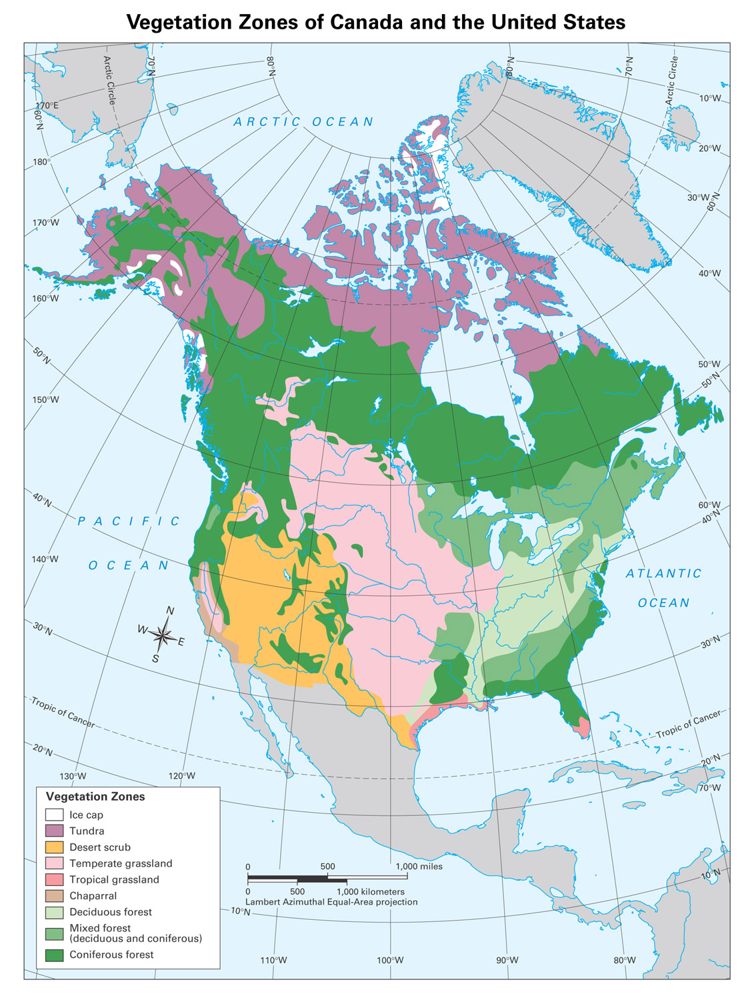 Vegetation Zones of Canada and the United States
Arctic Circle
70°N
80°N
80°N
70°N
Arctic Circle
170°E
60°N
10°W
ARCTIC OCEAN
20°W
180°
30°W
60°N
170°W
40°W
160°W
50°N
50°W
50°N
150°W
40°N
60°W
40°N
PACIFIC
OCEAN
140°W
ATLANTIC
OCEAN
N
W
E
S
30°N
30°N
Tropic of Cancer
Tropic of Cancer
20°N
20°N
130°W
120°W
70°W
Vegetation Zones
Ice cap
Tundra
Desert scrub
Temperate grassland
Tropical grassland
Chaparral
Deciduous forest
Mixed forest
(deciduous and coniferous)
Coniferous forest
0 500 1,000 miles
0 500 1,000 kilometers
Lambert Azimuthal Equal-Area projection
10°N
10°N
110°W
100°W
90°W
80°W